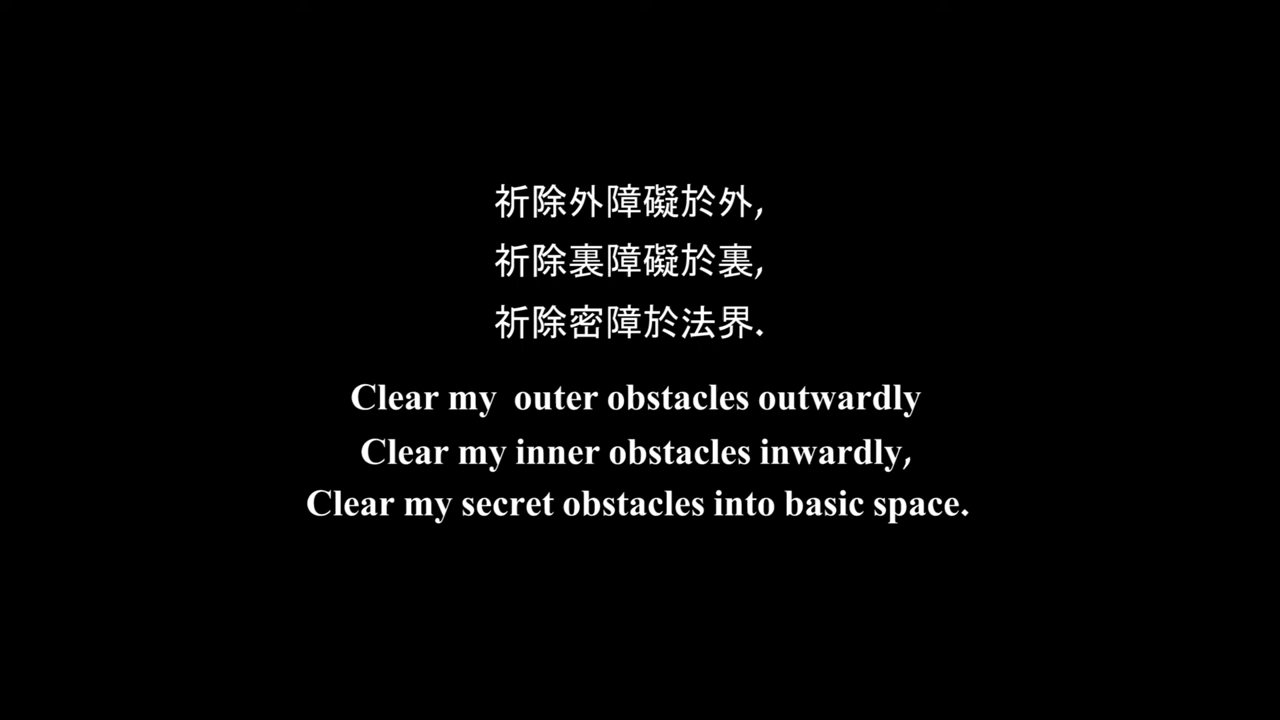 祈除外障礙於外,
祈除裏障礙於裏,
祈除密障於法界.
Clear my  outer obstacles outwardly
Clear my inner obstacles inwardly,
Clear my secret obstacles into basic space.